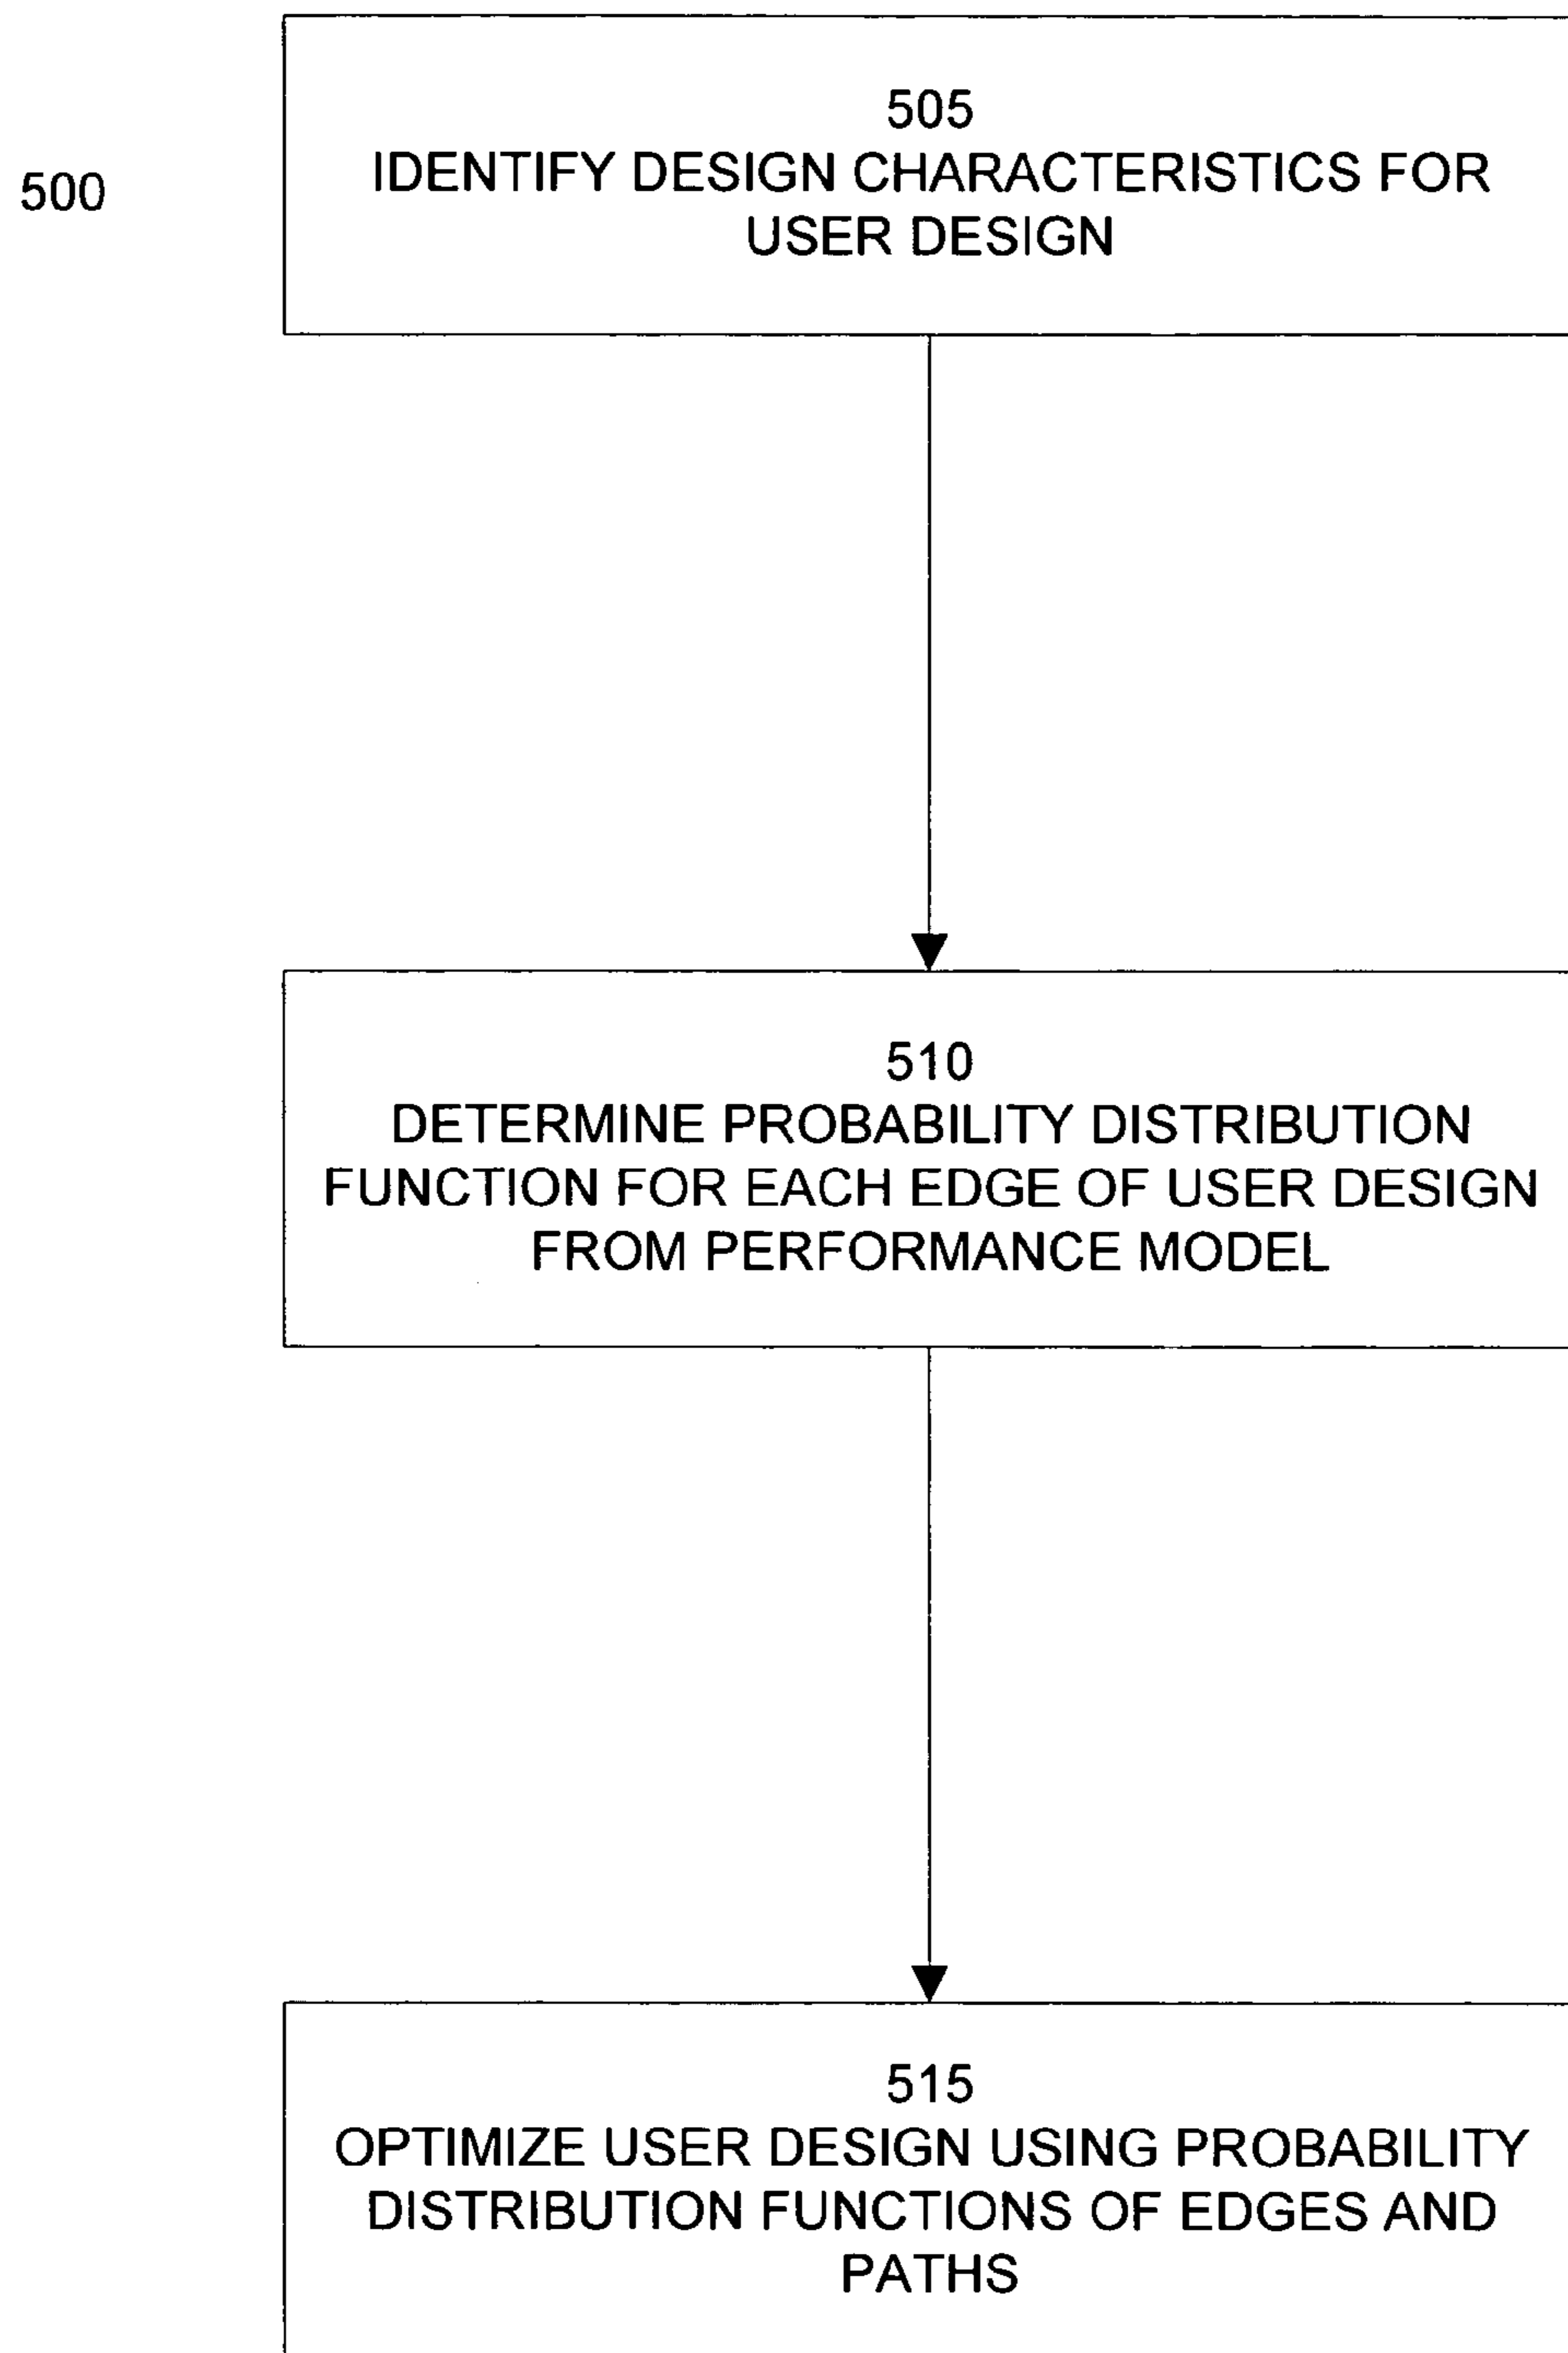 500
505
IDENTIFY DESIGN CHARACTERISTICS FOR
USER DESIGN
510
DETERMINE PROBABILITY DISTRIBUTION
FUNCTION FOR EACH EDGE OF USER DESIGN
FROM PERFORMANCE MODEL
515
OPTIMIZE USER DESIGN USING PROBABILITY
DISTRIBUTION FUNCTIONS OF EDGES AND
PATHS